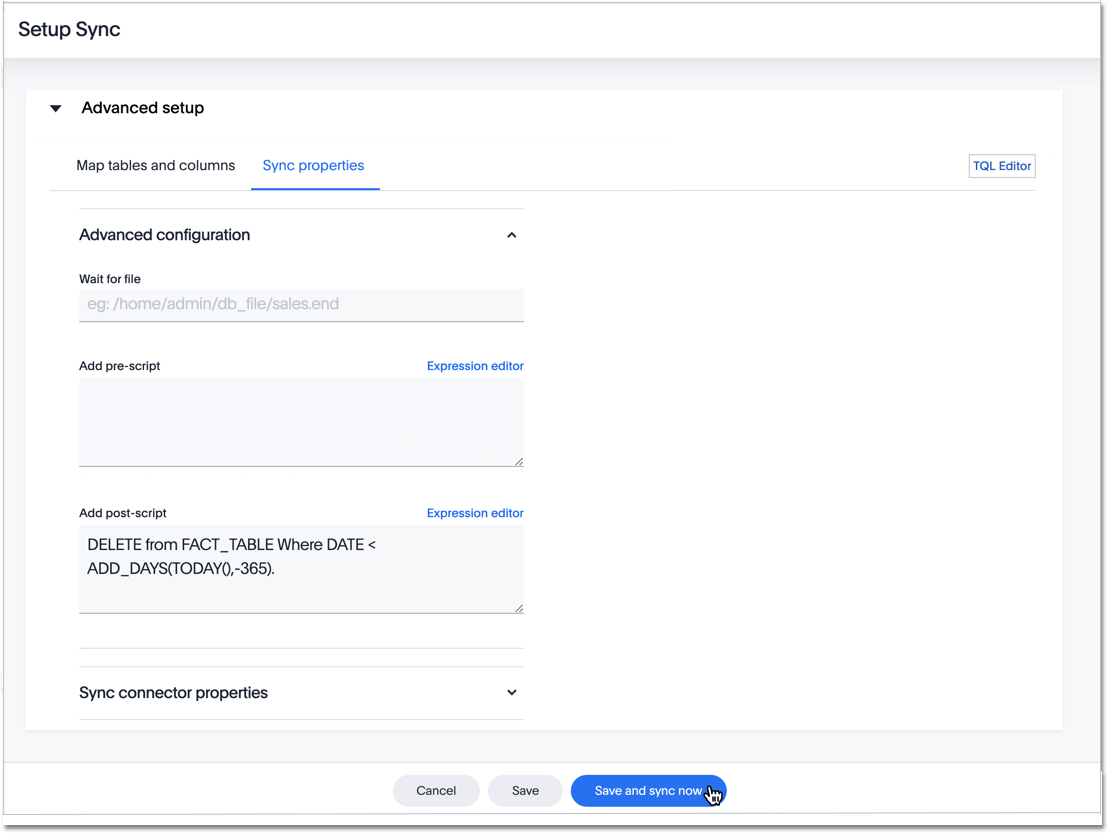 Setup Sync
Advanced setup
Map tables and columns
Sync properties
TQL Editor
Advanced configuration
Wait for file
eg: /home/admin/db_file/sales.end
Add pre-script
Expression editor
Add post-script
Expression editor
DELETE from FACT_TABLE Where DATE <
ADD_DAYS(TODAY(),-365).
Sync connector properties
Cancel
Save
Save and sync now